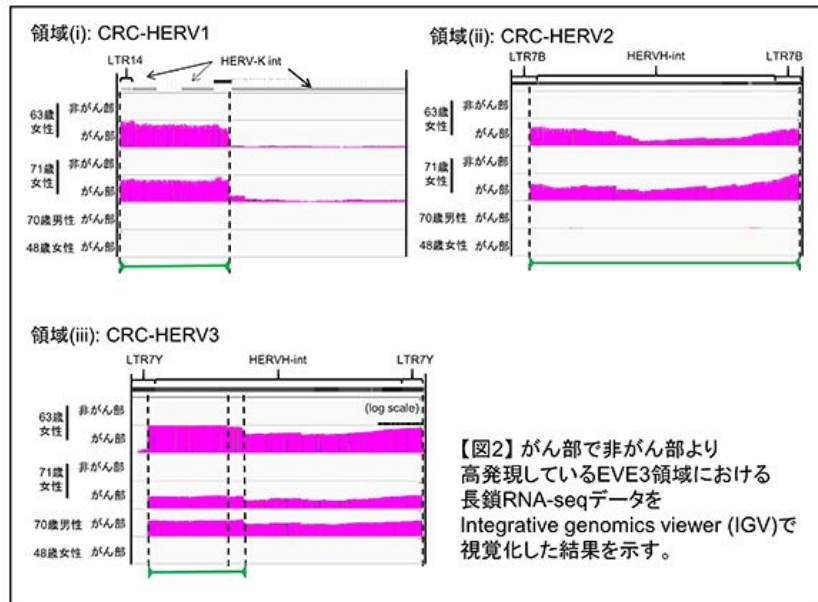 領域(i): CRC-HERV1
LTR14
HERV-K int
63歳
女性
非がん部
がん部
71歳
女性
非がん部
がん部
70歳男性 がん部
48歳女性 がん部
領域(ii): CRC-HERV2
LTR7B
HERVH-int
LTR7B
63歳
女性
非がん部
がん部
71歳
女性
非がん部
がん部
70歳男性 がん部
48歳女性 がん部
領域(iii): CRC-HERV3
LTR7Y
HERVH-int
LTR7Y
(log scale)
63歳
女性
非がん部
がん部
71歳
女性
非がん部
がん部
70歳男性 がん部
48歳女性 がん部
【図2】 がん部で非がん部より
高発現しているEVE3領域における
長鎖RNA-seqデータを
Integrative genomics viewer (IGV)で
視覚化した結果を示す。